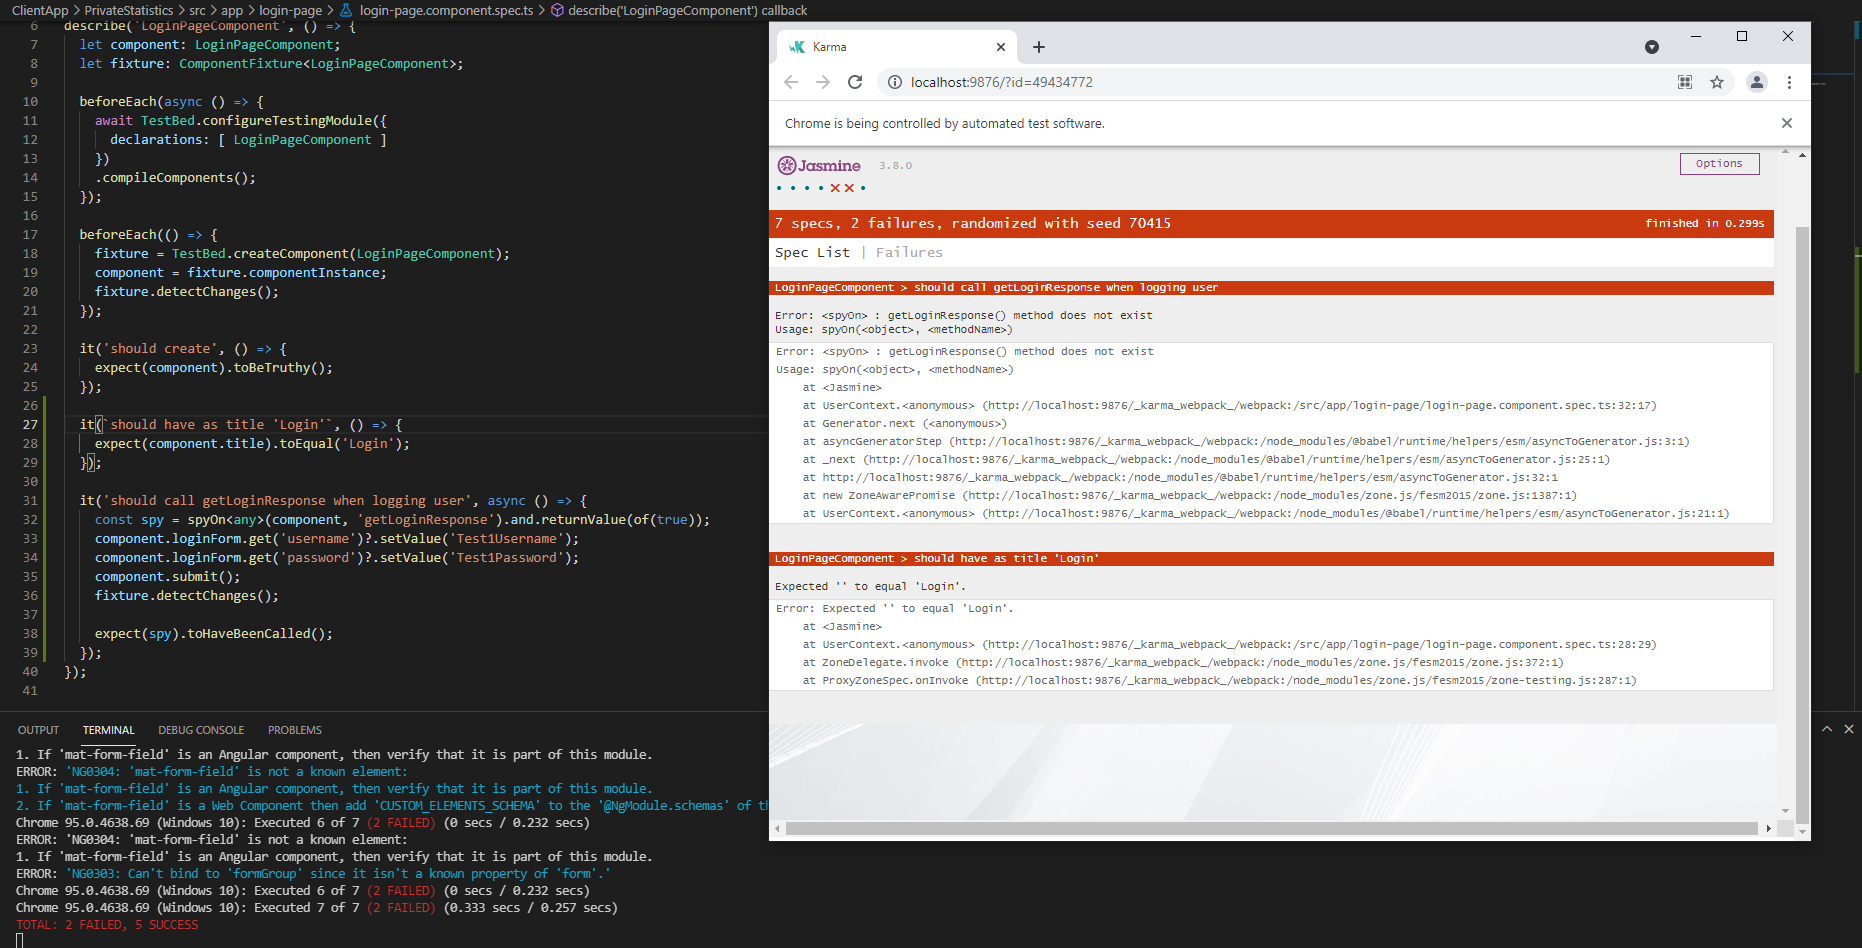 ClientApp > PrivateStatistics > src > app > login-page > login-page.component.spec.ts > describe('LoginPageComponent') callback
6 describe('LoginPageComponent', () => {
7 let component: LoginPageComponent;
8 let fixture: ComponentFixture<LoginPageComponent>;
9
10 beforeEach(async () => {
11 await TestBed.configureTestingModule({
12 declarations: [ LoginPageComponent ]
13 })
14 .compileComponents();
15 });
16
17 beforeEach(() => {
18 fixture = TestBed.createComponent(LoginPageComponent);
19 component = fixture.componentInstance;
20 fixture.detectChanges();
21 });
22
23 it('should create', () => {
24 expect(component).toBeTruthy();
25 });
26
27 it(`should have as title 'Login'`, () => {
28 expect(component.title).toEqual('Login');
29 });
30
31 it('should call getLoginResponse when logging user', async () => {
32 const spy = spyOn<any>(component, 'getLoginResponse').and.returnValue(of(true));
33 component.loginForm.get('username')?.setValue('Test1Username');
34 component.loginForm.get('password')?.setValue('Test1Password');
35 component.submit();
36 fixture.detectChanges();
37
38 expect(spy).toHaveBeenCalled();
39 });
40 });
41
OUTPUT TERMINAL DEBUG CONSOLE PROBLEMS
1. If 'mat-form-field' is an Angular component, then verify that it is part of this module.
ERROR: 'NG0304: 'mat-form-field' is not a known element:
1. If 'mat-form-field' is an Angular component, then verify that it is part of this module.
2. If 'mat-form-field' is a Web Component then add 'CUSTOM_ELEMENTS_SCHEMA' to the '@NgModule.schemas' of th
Chrome 95.0.4638.69 (Windows 10): Executed 6 of 7 (2 FAILED) (0 secs / 0.232 secs)
ERROR: 'NG0304: 'mat-form-field' is not a known element:
1. If 'mat-form-field' is an Angular component, then verify that it is part of this module.
ERROR: 'NG0303: Can't bind to 'formGroup' since it isn't a known property of 'form'.'
Chrome 95.0.4638.69 (Windows 10): Executed 6 of 7 (2 FAILED) (0 secs / 0.232 secs)
Chrome 95.0.4638.69 (Windows 10): Executed 7 of 7 (2 FAILED) (0.333 secs / 0.257 secs)
TOTAL: 2 FAILED, 5 SUCCESS
Karma
localhost:9876/?id=49434772
Chrome is being controlled by automated test software.
Jasmine 3.8.0
Options
7 specs, 2 failures, randomized with seed 70415 finished in 0.299s
Spec List | Failures
LoginPageComponent > should call getLoginResponse when logging user
Error: <spyOn> : getLoginResponse() method does not exist
Usage: spyOn(<object>, <methodName>)
Error: <spyOn> : getLoginResponse() method does not exist
Usage: spyOn(<object>, <methodName>)
at <Jasmine>
at UserContext.<anonymous> (http://localhost:9876/_karma_webpack_/webpack:/src/app/login-page/login-page.component.spec.ts:32:17)
at Generator.next (<anonymous>)
at asyncGeneratorStep (http://localhost:9876/_karma_webpack_/webpack:/node_modules/@babel/runtime/helpers/esm/asyncToGenerator.js:3:1)
at _next (http://localhost:9876/_karma_webpack_/webpack:/node_modules/@babel/runtime/helpers/esm/asyncToGenerator.js:25:1)
at http://localhost:9876/_karma_webpack_/webpack:/node_modules/@babel/runtime/helpers/esm/asyncToGenerator.js:32:1
at new ZoneAwarePromise (http://localhost:9876/_karma_webpack_/webpack:/node_modules/zone.js/fesm2015/zone.js:1387:1)
at UserContext.<anonymous> (http://localhost:9876/_karma_webpack_/webpack:/node_modules/@babel/runtime/helpers/esm/asyncToGenerator.js:21:1)
LoginPageComponent > should have as title 'Login'
Expected '' to equal 'Login'.
Error: Expected '' to equal 'Login'.
at <Jasmine>
at UserContext.<anonymous> (http://localhost:9876/_karma_webpack_/webpack:/src/app/login-page/login-page.component.spec.ts:28:29)
at ZoneDelegate.invoke (http://localhost:9876/_karma_webpack_/webpack:/node_modules/zone.js/fesm2015/zone.js:372:1)
at ProxyZoneSpec.onInvoke (http://localhost:9876/_karma_webpack_/webpack:/node_modules/zone.js/fesm2015/zone-testing.js:287:1)